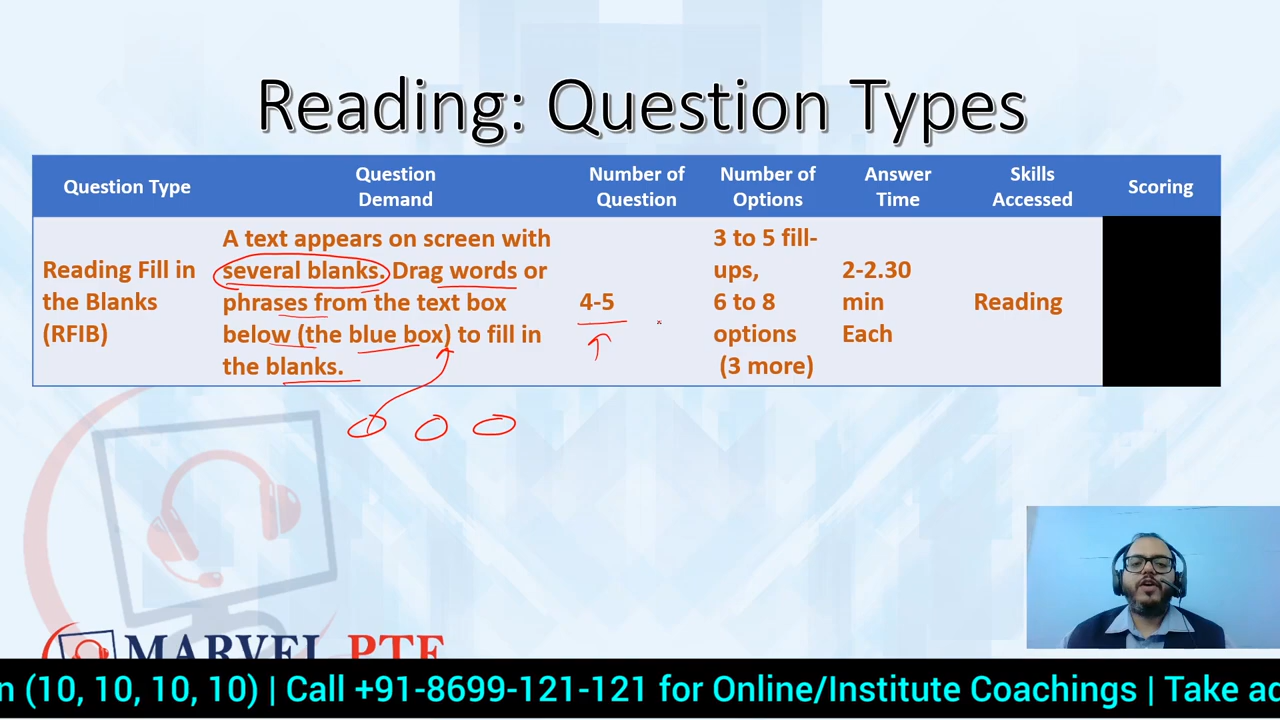 Reading: Question Types
Question Type
Question
Demand
Number of
Question
Number of
Options
Answer
Time
Skills
Accessed
Scoring
Reading Fill in
the Blanks
(RFIB)
A text appears on screen with
several blanks. Drag words or
phrases from the text box
below (the blue box) to fill in
the blanks.
4-5
3 to 5 fill-
ups,
6 to 8
options
(3 more)
2-2.30
min
Each
Reading
MARVEL PTE
n (10, 10, 10, 10) | Call +91-8699-121-121 for Online/Institute Coachings | Take ad